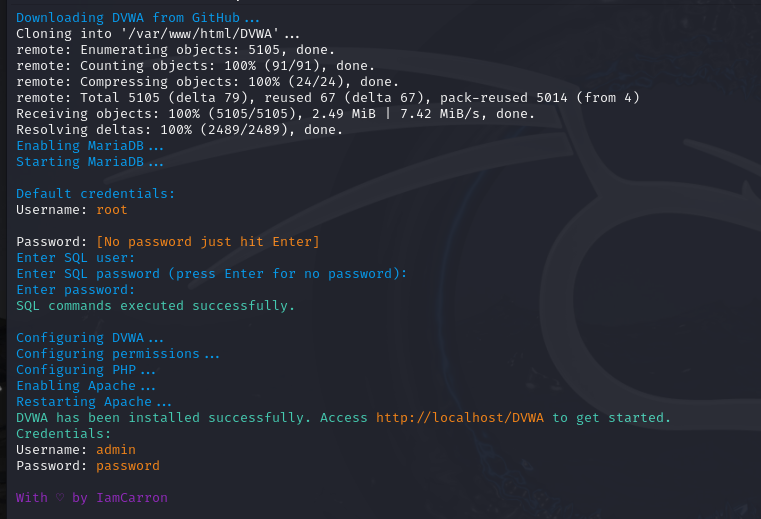 Downloading DVWA from GitHub...
Cloning into '/var/www/html/DVWA'...
remote: Enumerating objects: 5105, done.
remote: Counting objects: 100% (91/91), done.
remote: Compressing objects: 100% (24/24), done.
remote: Total 5105 (delta 79), reused 67 (delta 67), pack-reused 5014 (from 4)
Receiving objects: 100% (5105/5105), 2.49 MiB | 7.42 MiB/s, done.
Resolving deltas: 100% (2489/2489), done.
Enabling MariaDB...
Starting MariaDB...
Default credentials:
Username: root
Password: [No password just hit Enter]
Enter SQL user:
Enter SQL password (press Enter for no password):
Enter password:
SQL commands executed successfully.
Configuring DVWA...
Configuring permissions...
Configuring PHP...
Enabling Apache...
Restarting Apache...
DVWA has been installed successfully. Access http://localhost/DVWA to get started.
Credentials:
Username: admin
Password: password
With ♡ by IamCarron